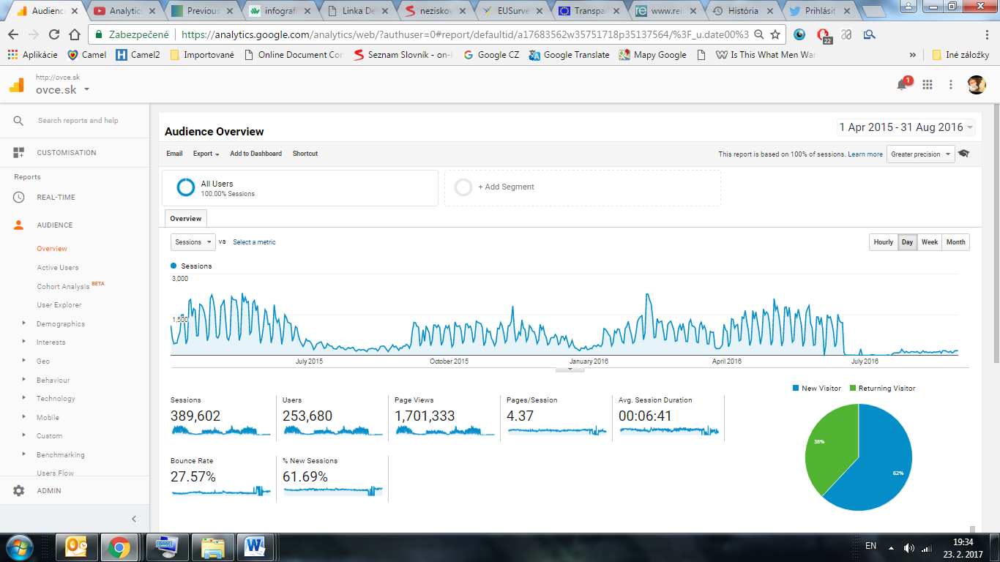 Audience
Analytics
Previous
infografi
Linka De
neziskov
EUSurve
Transpa
www.rei
História
Prihlásit
Zabezpečené https://analytics.google.com/analytics/web/?authuser=0#report/defaultid/a17683562w35751718p35137564/%3F_u.date00%3
22
Aplikácie
Camel
Camel2
Importované
Online Document Con
Seznam Slovník - on-l
Google CZ
Google Translate
Mapy Google
Is This What Men War
»
Iné záložky
http://ovce.sk
ovce.sk
1
Search reports and help
CUSTOMISATION
Reports
REAL-TIME
AUDIENCE
Overview
Active Users
Cohort Analysis BETA
User Explorer
Demographics
Interests
Geo
Behaviour
Technology
Mobile
Custom
Benchmarking
Users Flow
ADMIN
Audience Overview
1 Apr 2015 - 31 Aug 2016
Email Export Add to Dashboard Shortcut
This report is based on 100% of sessions. Learn more Greater precision
All Users
100.00% Sessions
+ Add Segment
Overview
Sessions vs Select a metric
Hourly Day Week Month
Sessions
3,000
1,500
July 2015 October 2015 January 2016 April 2016 July 2016
New Visitor Returning Visitor
Sessions
389,602
Users
253,680
Page Views
1,701,333
Pages/Session
4.37
Avg. Session Duration
00:06:41
Bounce Rate
27.57%
% New Sessions
61.69%
38%
62%
EN
19:34
23. 2. 2017